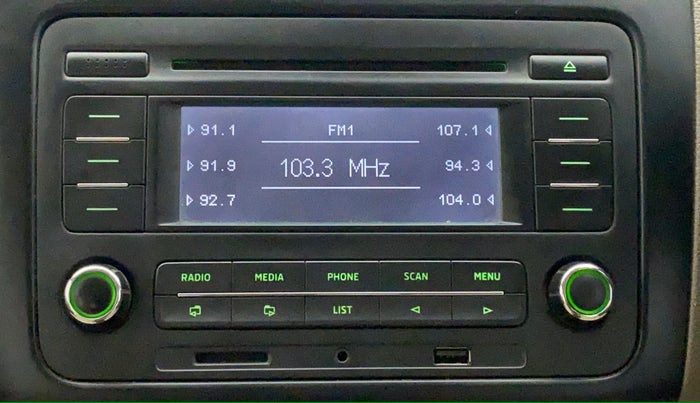 91.1 FM1 107.1
91.9 103.3 MHz 94.3
92.7 104.0
RADIO MEDIA PHONE SCAN MENU
LIST